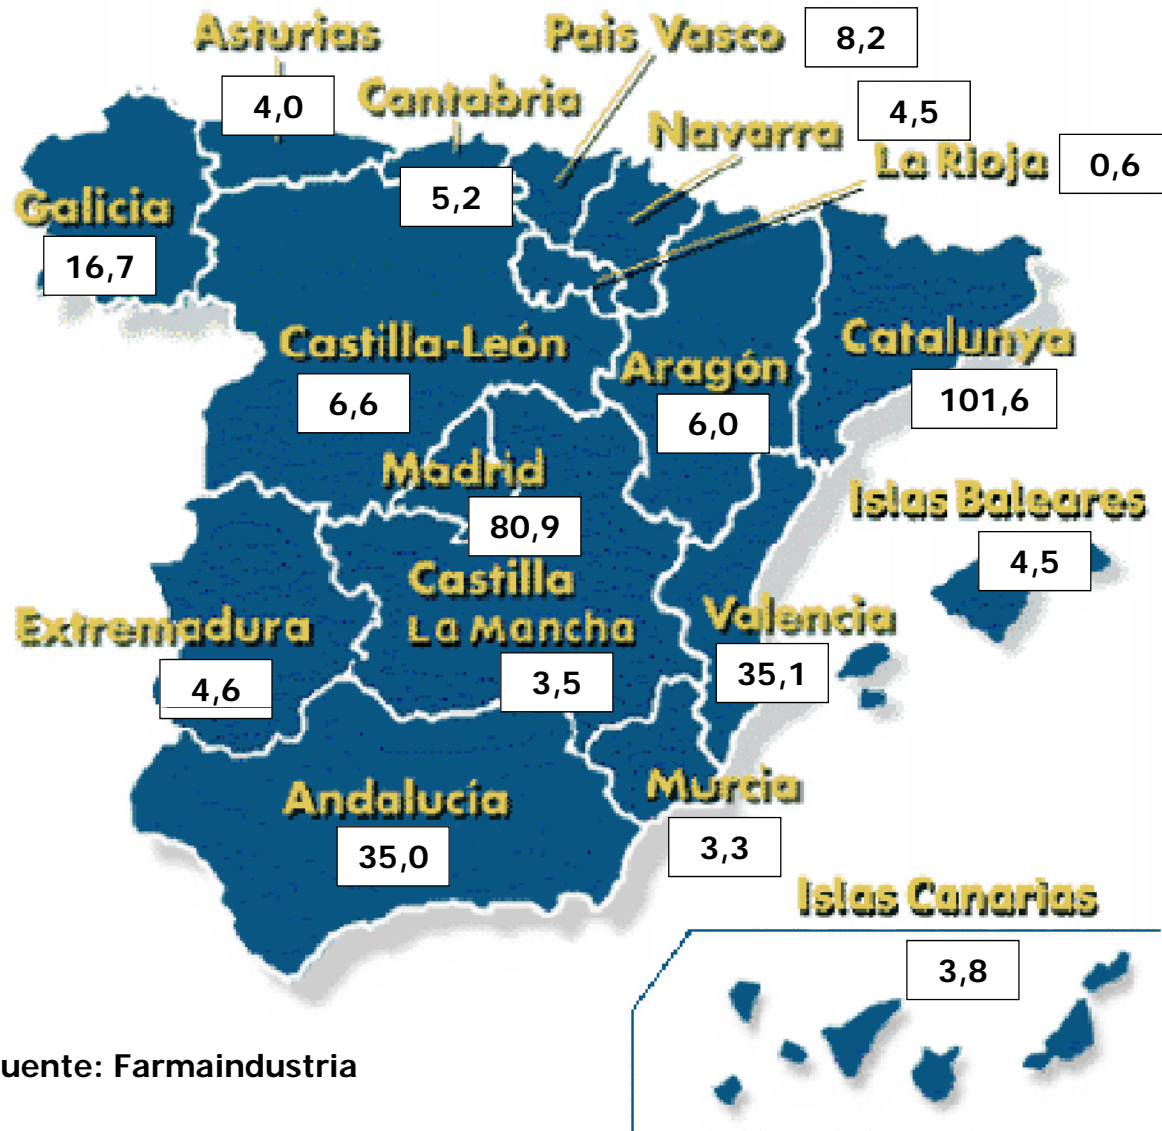 Asturias
4,0
Pais Vasco
8,2
Cantabria
5,2
Navarra
4,5
La Rioja
0,6
Galicia
16,7
Castilla-León
6,6
Aragón
6,0
Catalunya
101,6
Madrid
80,9
Islas Baleares
4,5
Castilla
La Mancha
3,5
Extremadura
4,6
Valencia
35,1
Andalucía
35,0
Murcia
3,3
Islas Canarias
3,8
uente: Farmaindustria